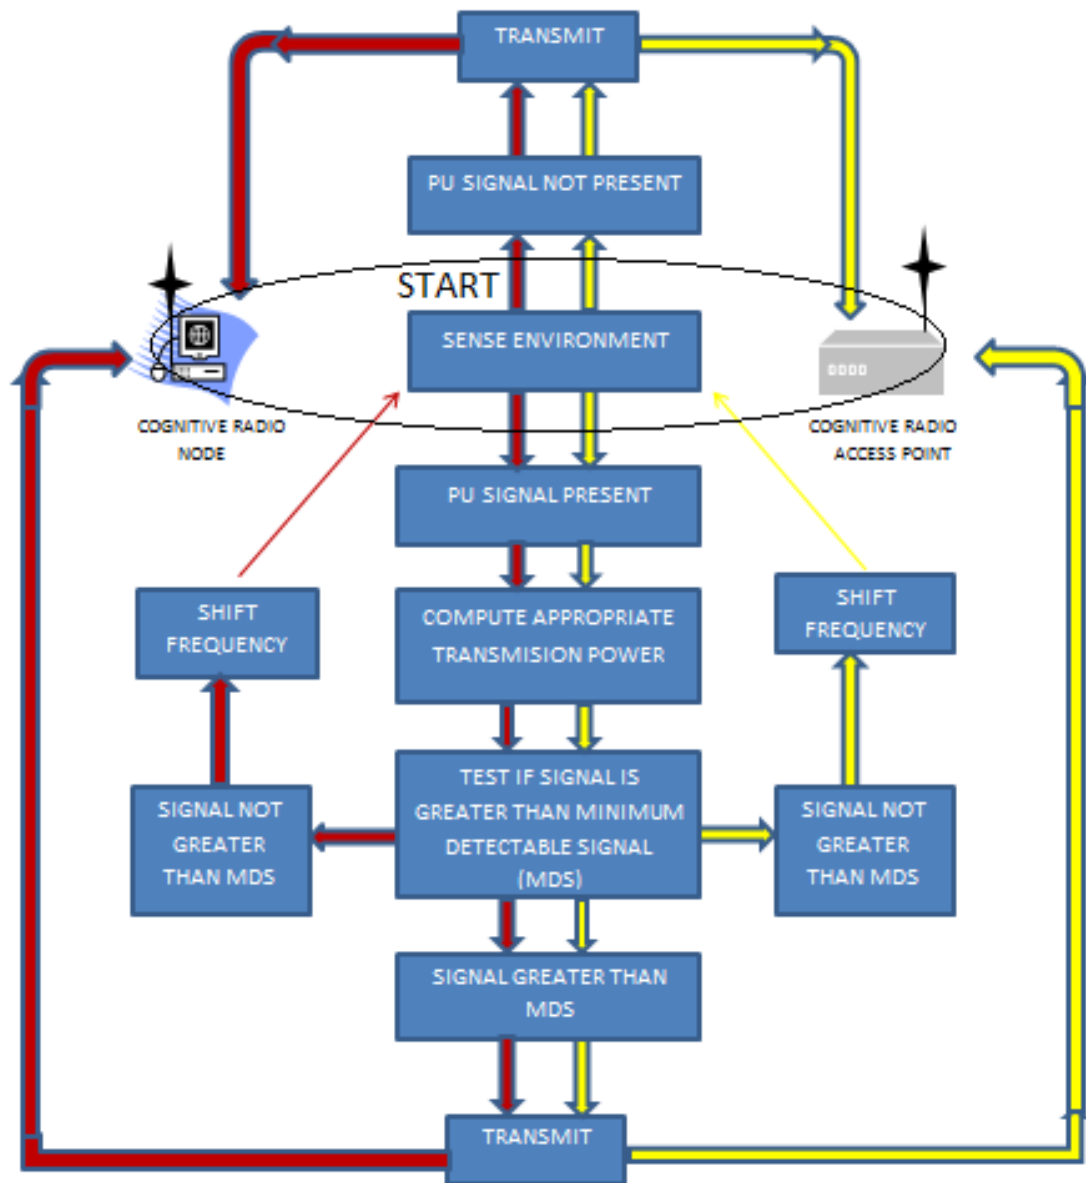 TRANSMIT
PU SIGNAL NOT PRESENT
START
SENSE ENVIRONMENT
COGNITIVE RADIO
NODE
COGNITIVE RADIO
ACCESS POINT
PU SIGNAL PRESENT
SHIFT
FREQUENCY
COMPUTE APPROPRIATE
TRANSMISION POWER
SHIFT
FREQUENCY
SIGNAL NOT
GREATER
THAN MDS
TEST IF SIGNAL IS
GREATER THAN MINIMUM
DETECTABLE SIGNAL
(MDS)
SIGNAL NOT
GREATER
THAN MDS
SIGNAL GREATER THAN
MDS
TRANSMIT